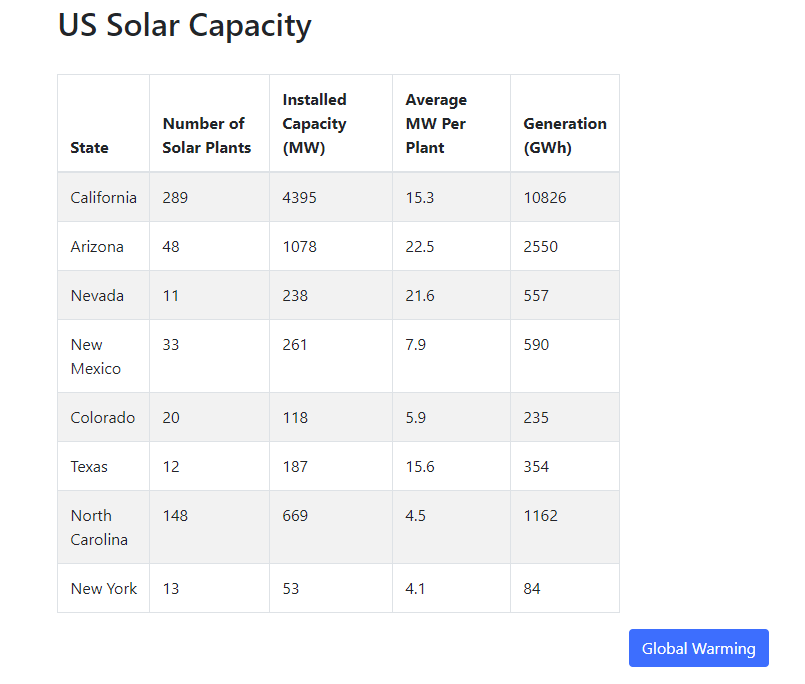 US Solar Capacity
State Number of Solar Plants Installed Capacity (MW) Average MW Per Plant Generation (GWh)
California 289 4395 15.3 10826
Arizona 48 1078 22.5 2550
Nevada 11 238 21.6 557
New Mexico 33 261 7.9 590
Colorado 20 118 5.9 235
Texas 12 187 15.6 354
North Carolina 148 669 4.5 1162
New York 13 53 4.1 84
Global Warming